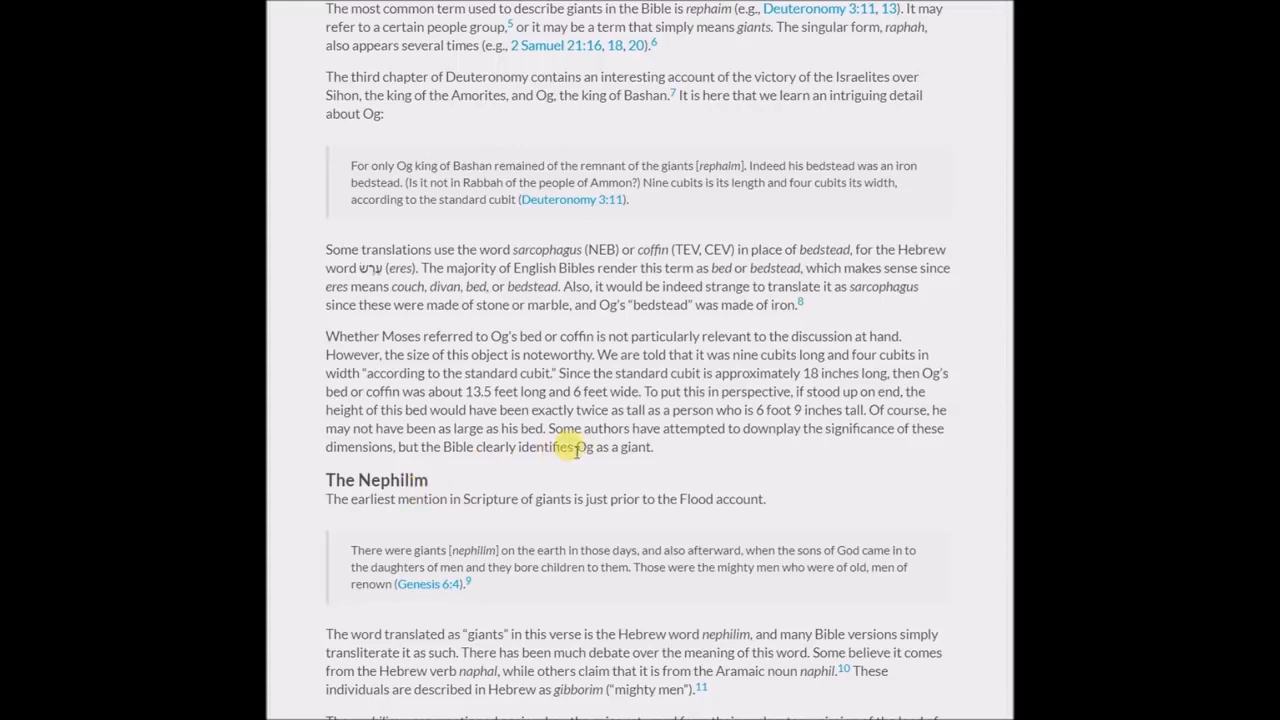 The most common term used to describe giants in the Bible is rephaim (e.g., Deuteronomy 3:11, 13). It may
refer to a certain people group,5 or it may be a term that simply means giants. The singular form, raphah,
also appears several times (e.g., 2 Samuel 21:16, 18, 20).6
The third chapter of Deuteronomy contains an interesting account of the victory of the Israelites over
Sihon, the king of the Amorites, and Og, the king of Bashan.7 It is here that we learn an intriguing detail
about Og:
For only Og king of Bashan remained of the remnant of the giants [rephaim]. Indeed his bedstead was an iron
bedstead. (Is it not in Rabbah of the people of Ammon?) Nine cubits is its length and four cubits its width,
according to the standard cubit (Deuteronomy 3:11).
Some translations use the word sarcophagus (NEB) or coffin (TEV, CEV) in place of bedstead, for the Hebrew
word עֶרֶשׂ (eres). The majority of English Bibles render this term as bed or bedstead, which makes sense since
eres means couch, divan, bed, or bedstead. Also, it would be indeed strange to translate it as sarcophagus
since these were made of stone or marble, and Og's "bedstead" was made of iron.8
Whether Moses referred to Og's bed or coffin is not particularly relevant to the discussion at hand.
However, the size of this object is noteworthy. We are told that it was nine cubits long and four cubits in
width "according to the standard cubit." Since the standard cubit is approximately 18 inches long, then Og's
bed or coffin was about 13.5 feet long and 6 feet wide. To put this in perspective, if stood up on end, the
height of this bed would have been exactly twice as tall as a person who is 6 foot 9 inches tall. Of course, he
may not have been as large as his bed. Some authors have attempted to downplay the significance of these
dimensions, but the Bible clearly identifies Og as a giant.
The Nephilim
The earliest mention in Scripture of giants is just prior to the Flood account.
There were giants [nephilim] on the earth in those days, and also afterward, when the sons of God came in to
the daughters of men and they bore children to them. Those were the mighty men who were of old, men of
renown (Genesis 6:4).9
The word translated as "giants" in this verse is the Hebrew word nephilim, and many Bible versions simply
transliterate it as such. There has been much debate over the meaning of this word. Some believe it comes
from the Hebrew verb naphal, while others claim that it is from the Aramaic noun naphil.10 These
individuals are described in Hebrew as gibborim ("mighty men").11